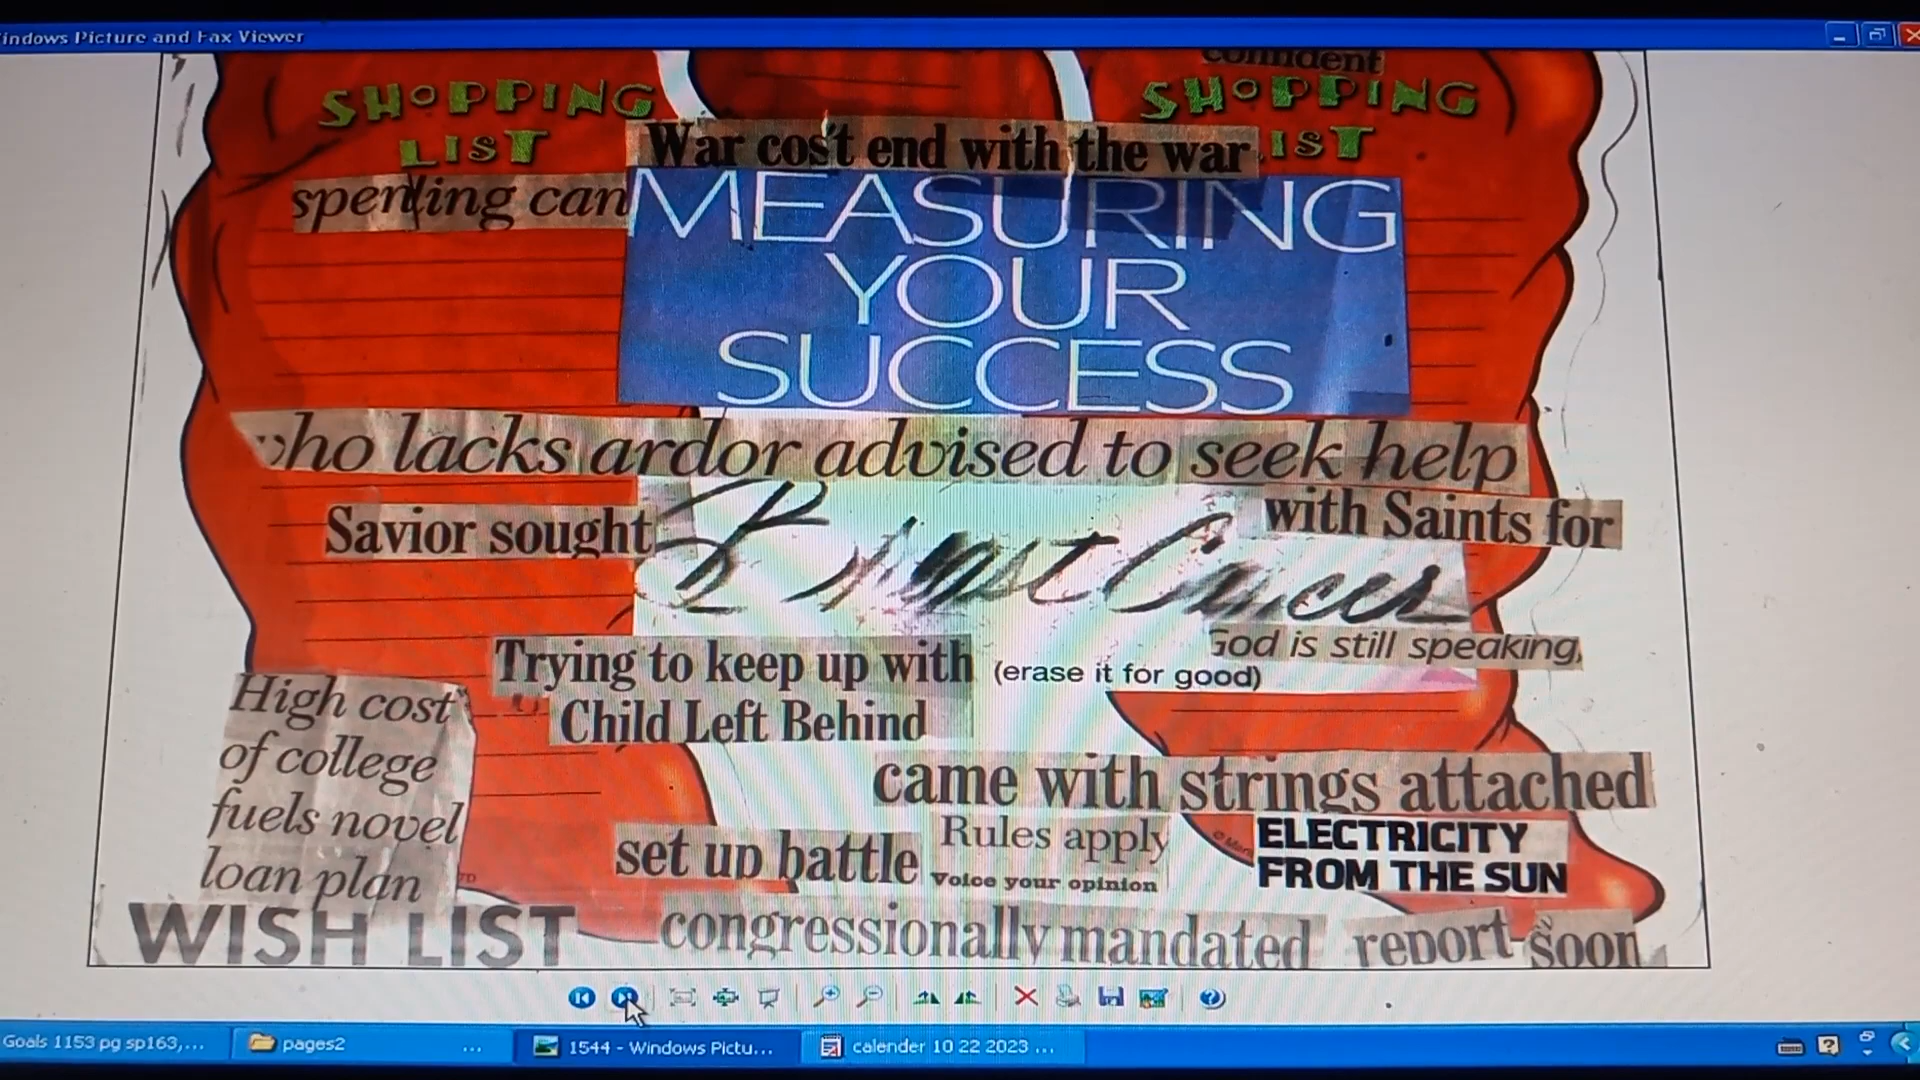 indows Picture and Fax Viewer
confident
SHOPPING
LIST
SHOPPING
LIST
War cost end with the war
spending can
MEASURING
YOUR
SUCCESS
who lacks ardor advised to seek help
Savior sought
Breast Cancer
with Saints for
God is still speaking,
Trying to keep up with
(erase it for good)
Child Left Behind
High cost
of college
fuels novel
loan plan
came with strings attached
set up battle
Rules apply
Voice your opinion
ELECTRICITY
FROM THE SUN
WISH LIST
congressionally mandated
report soon
Goals 1153 pg sp163,...
pages2
...
1544 - Windows Pictu...
calender 10 22 2023 ...